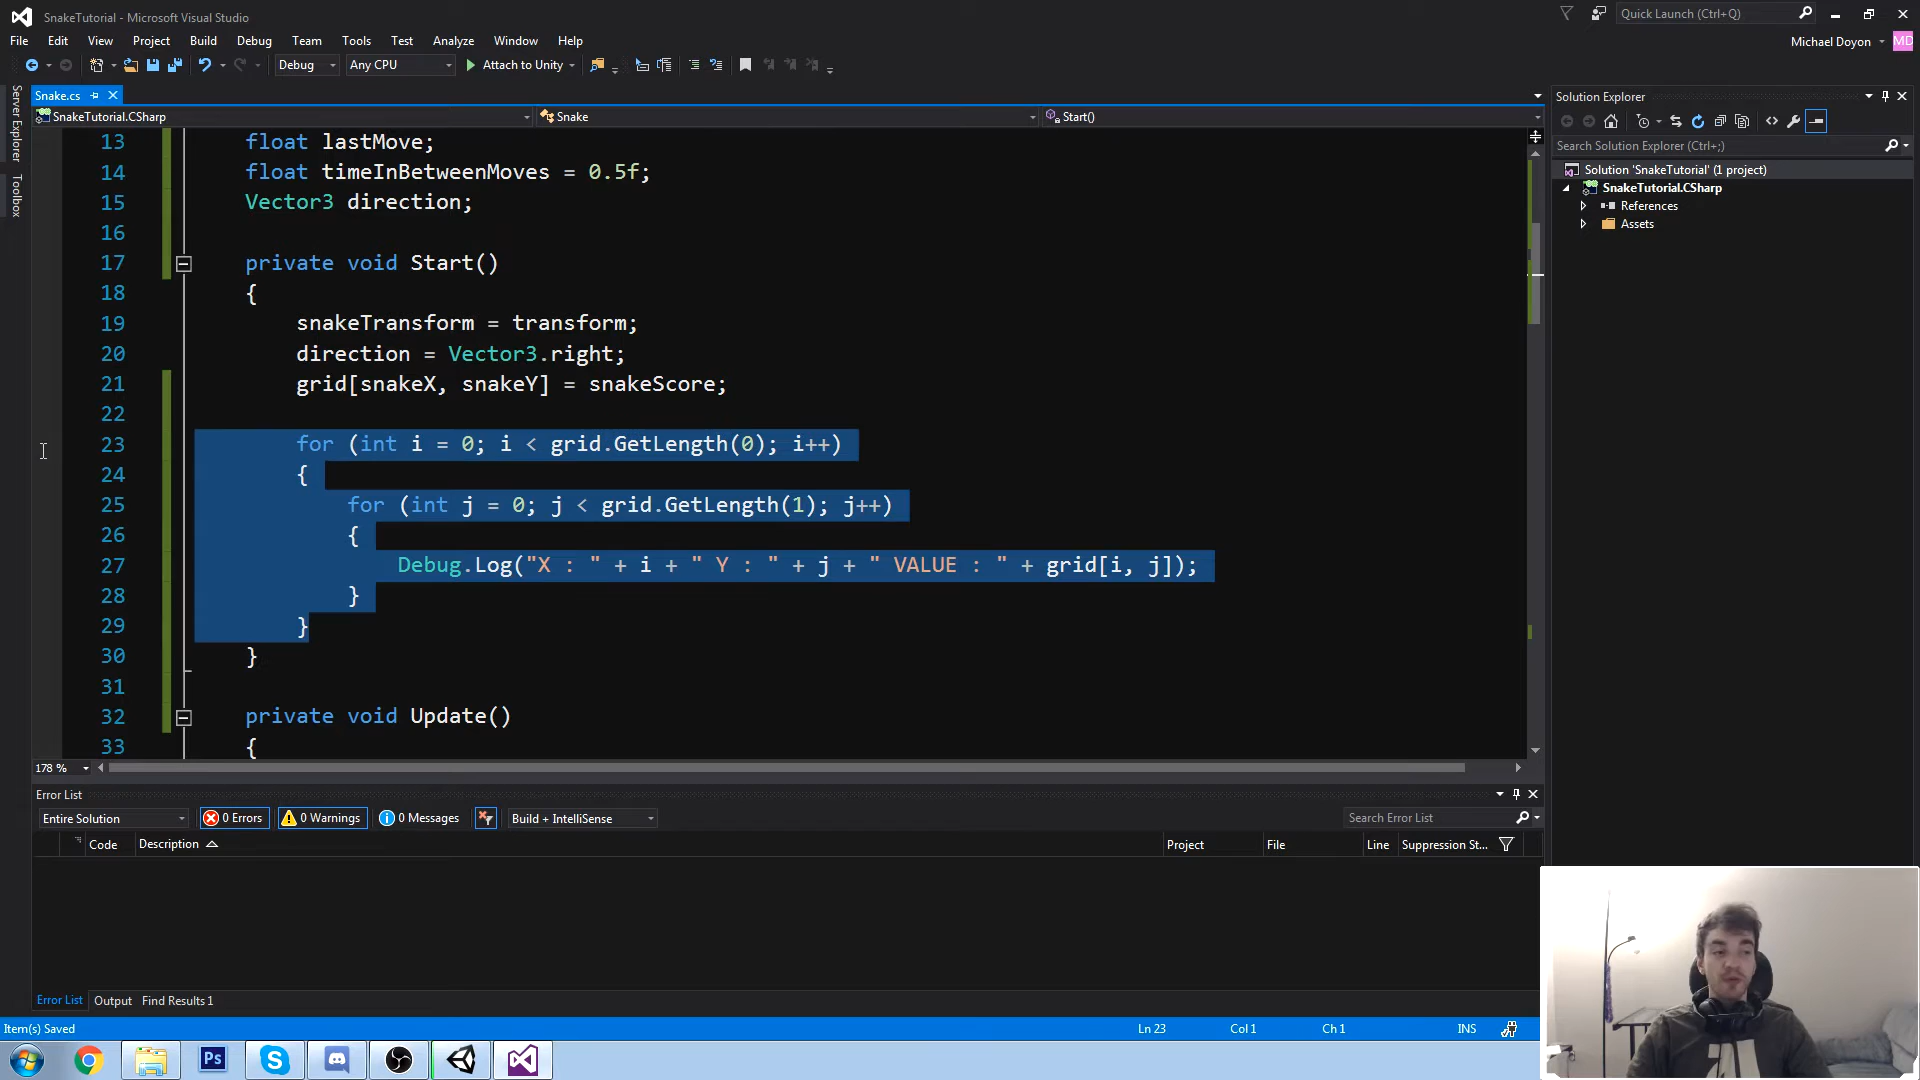 SnakeTutorial - Microsoft Visual Studio
Quick Launch (Ctrl+Q)
File Edit View Project Build Debug Team Tools Test Analyze Window Help
Michael Doyon MD
Debug Any CPU Attach to Unity
Server Explorer
Toolbox
Snake.cs
SnakeTutorial.CSharp Snake Start()
13 float lastMove;
14 float timeInBetweenMoves = 0.5f;
15 Vector3 direction;
16
17 private void Start()
18 {
19 snakeTransform = transform;
20 direction = Vector3.right;
21 grid[snakeX, snakeY] = snakeScore;
22
23 for (int i = 0; i < grid.GetLength(0); i++)
24 {
25 for (int j = 0; j < grid.GetLength(1); j++)
26 {
27 Debug.Log("X : " + i + " Y : " + j + " VALUE : " + grid[i, j]);
28 }
29 }
30 }
31
32 private void Update()
33 {
178 %
Solution Explorer
Search Solution Explorer (Ctrl+;)
Solution 'SnakeTutorial' (1 project)
SnakeTutorial.CSharp
References
Assets
Error List
Entire Solution 0 Errors 0 Warnings 0 Messages Build + IntelliSense Search Error List
Code Description Project File Line Suppression St...
Error List Output Find Results 1
Item(s) Saved Ln 23 Col 1 Ch 1 INS
Ps